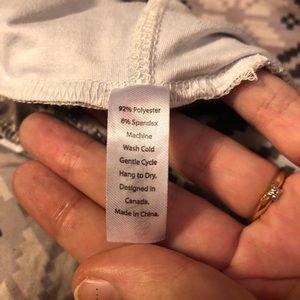 92% Polyester
8% Spandex
Machine
Wash Cold
Gentle Cycle
Hang to Dry.
Designed in
Canada.
Made in China.